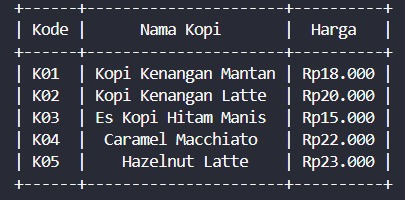 +------+----------------------+----------+
| Kode |      Nama Kopi       |  Harga   |
+------+----------------------+----------+
| K01  | Kopi Kenangan Mantan | Rp18.000 |
| K02  | Kopi Kenangan Latte  | Rp20.000 |
| K03  | Es Kopi Hitam Manis  | Rp15.000 |
| K04  |  Caramel Macchiato   | Rp22.000 |
| K05  |    Hazelnut Latte    | Rp23.000 |
+------+----------------------+----------+